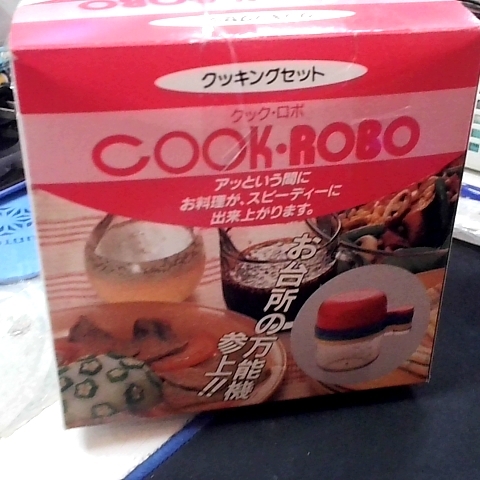 クッキングセット
クック・ロボ
COOK・ROBO
アッという間に
お料理が、スピーディーに
出来上がります。
お台所の万能機
参上!!